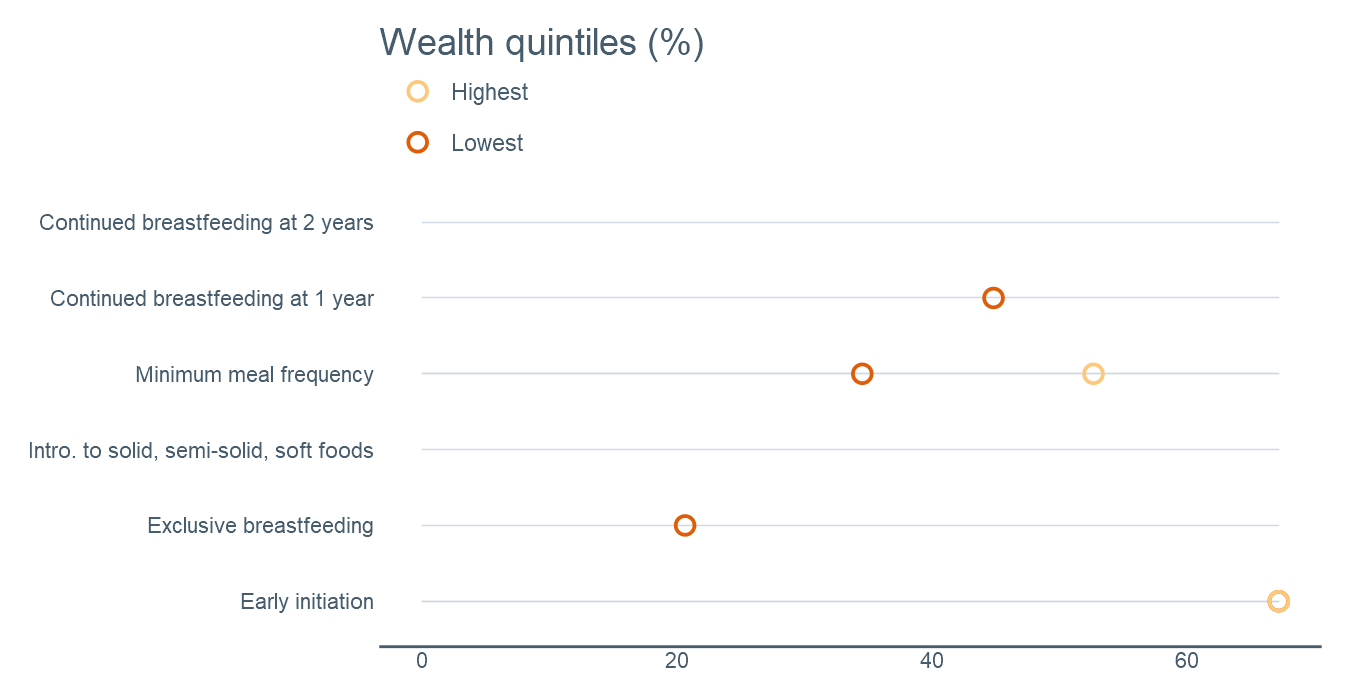 Wealth quintiles (%)
Highest
Lowest
Continued breastfeeding at 2 years
Continued breastfeeding at 1 year
Minimum meal frequency
Intro. to solid, semi-solid, soft foods
Exclusive breastfeeding
Early initiation
0 20 40 60